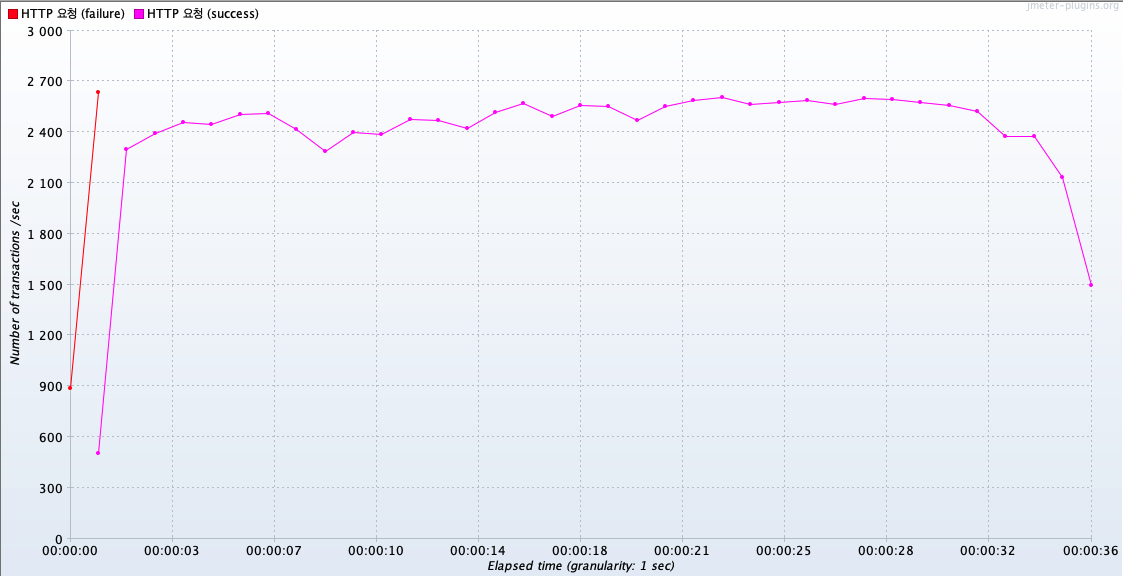 jmeter-plugins.org
HTTP 요청 (failure) HTTP 요청 (success)
3 000
2 700
2 400
2 100
1 800
1 500
1 200
900
600
300
0
Number of transactions /sec
00:00:00 00:00:03 00:00:07 00:00:10 00:00:14 00:00:18 00:00:21 00:00:25 00:00:28 00:00:32 00:00:36
Elapsed time (granularity: 1 sec)